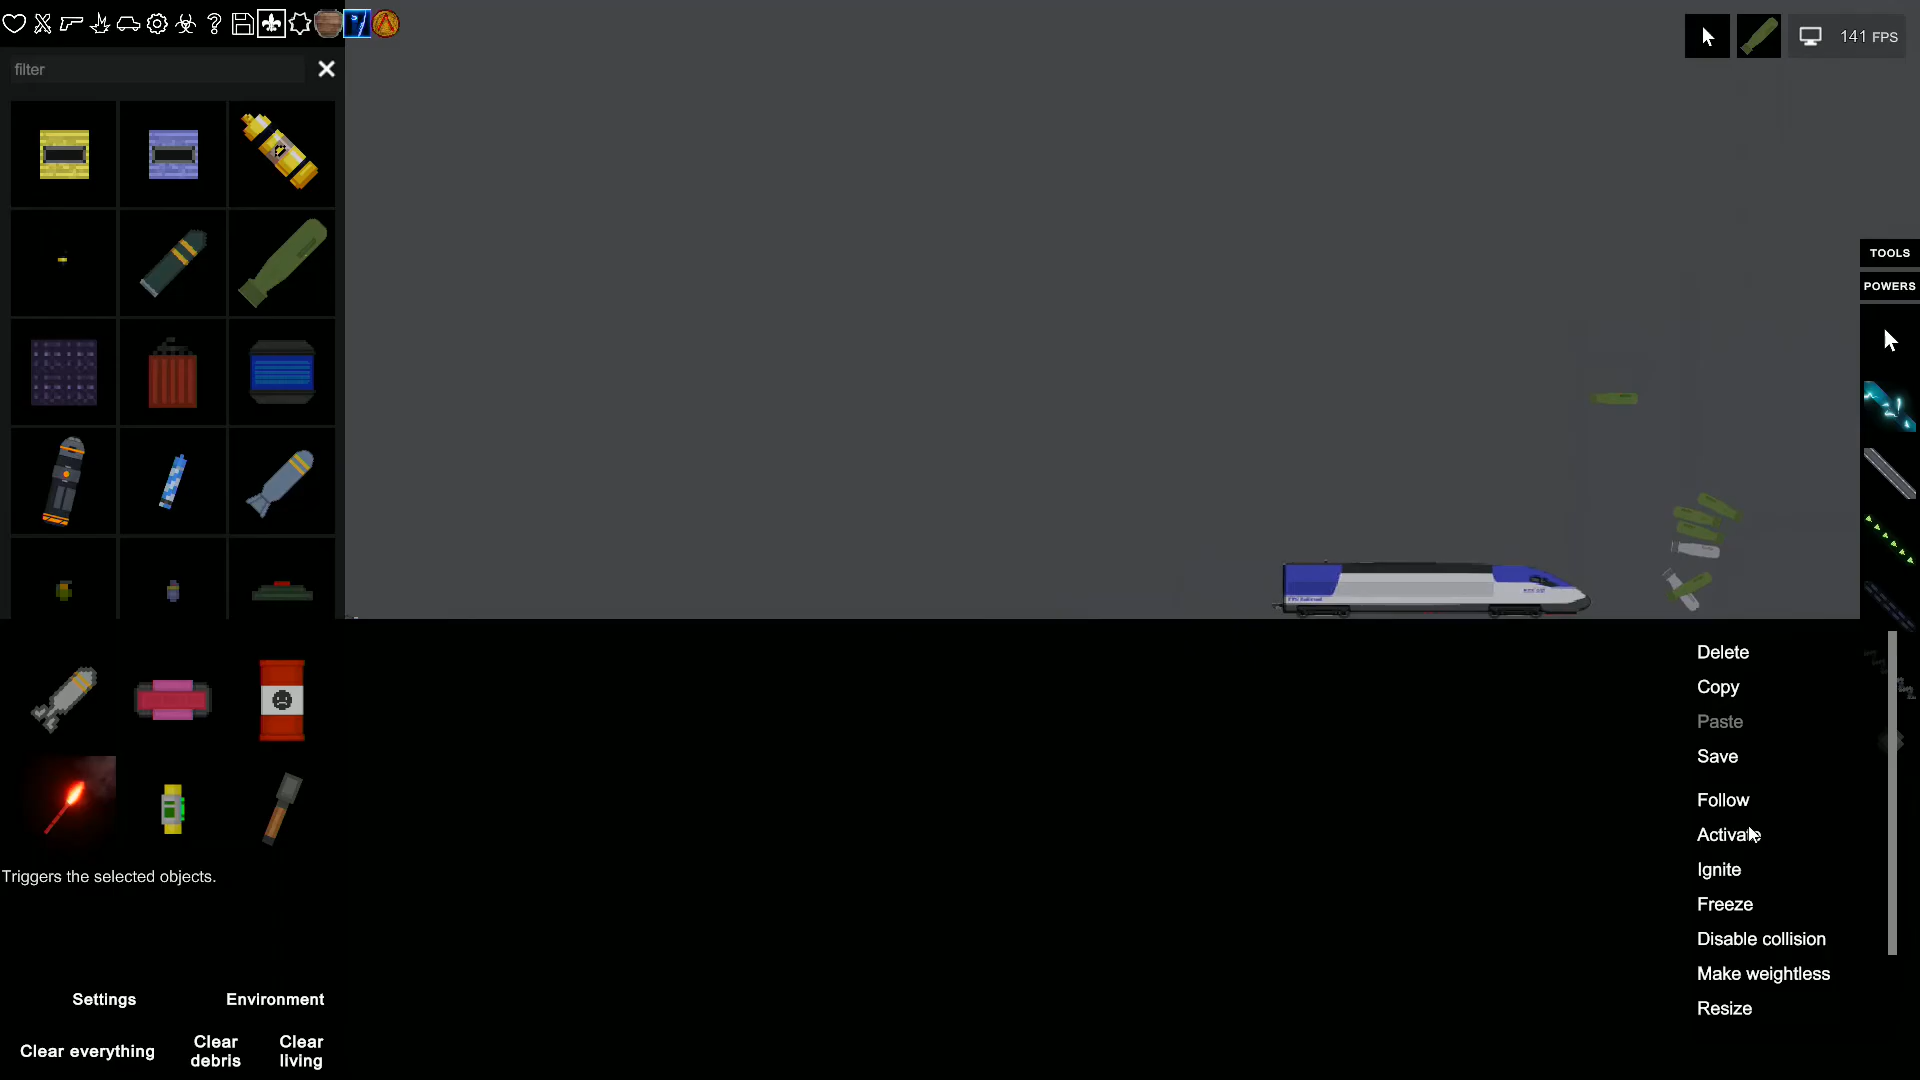 141 FPS
filter
TOOLS
POWERS
Delete
Copy
Paste
Save
Follow
Activate
Ignite
Freeze
Disable collision
Make weightless
Resize
Triggers the selected objects.
Settings
Environment
Clear everything
Clear debris
Clear living